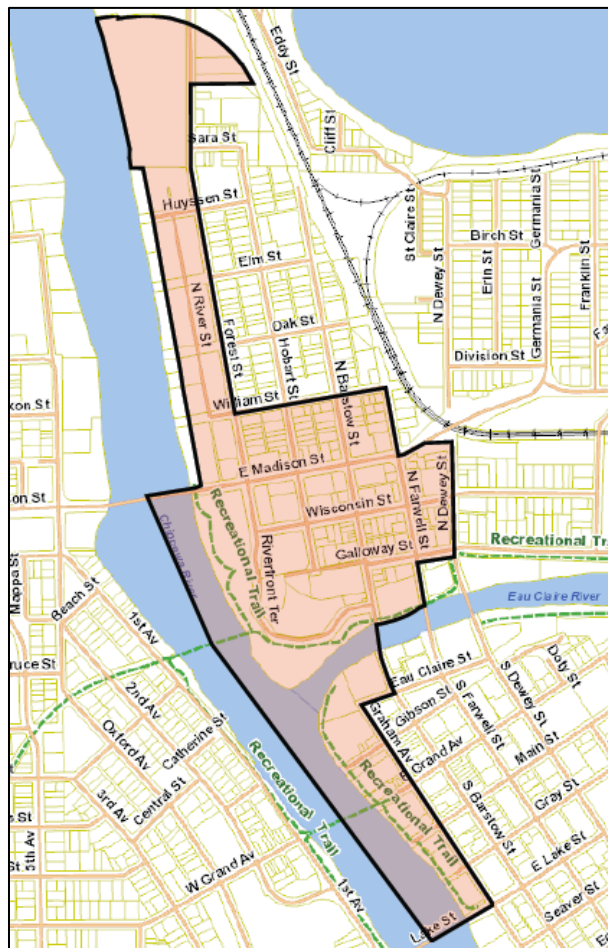 Eddy St
Cliff St
Sara St
Huyssen St
St Claire St
Germania St
Birch St
Erin St
Franklin St
N Dewey St
Elm St
N River St
Forest St
Oak St
Hobart St
N Barstow St
Germania St
Division St
William St
E Madison St
N Farwell St
N Dewey St
Wisconsin St
Galloway St
Recreational Trail
Riverfront Ter
Recreational Tra
Eau Claire River
Mappa St
Beach St
1st Av
2nd Av
Oxford Av
Catherine St
3rd Av
Central St
5th Av
W Grand Av
Recreational Trail
1st Av
Eau Claire St
Gibson St
Graham Av
S Farwell St
S Dewey St
Doty St
Grand Av
Main St
Gray St
Recreational Trail
S Barstow St
E Lake St
Seaver St
Lake St